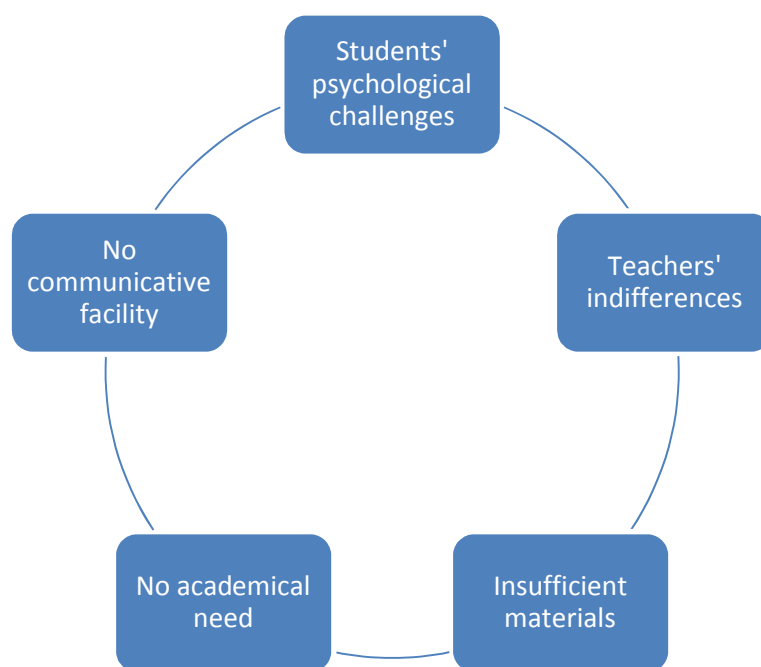 Students'
psychological
challenges
Teachers'
indifferences
Insufficient
materials
No academical
need
No
communicative
facility